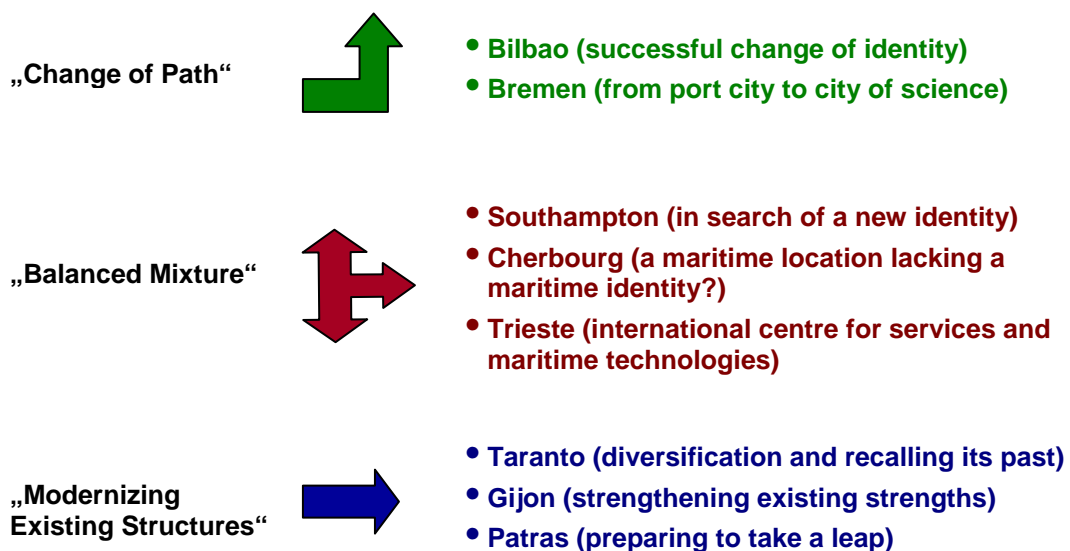 „Change of Path“
• Bilbao (successful change of identity)
• Bremen (from port city to city of science)
„Balanced Mixture“
• Southampton (in search of a new identity)
• Cherbourg (a maritime location lacking a
maritime identity?)
• Trieste (international centre for services and
maritime technologies)
„Modernizing
Existing Structures“
• Taranto (diversification and recalling its past)
• Gijon (strengthening existing strengths)
• Patras (preparing to take a leap)